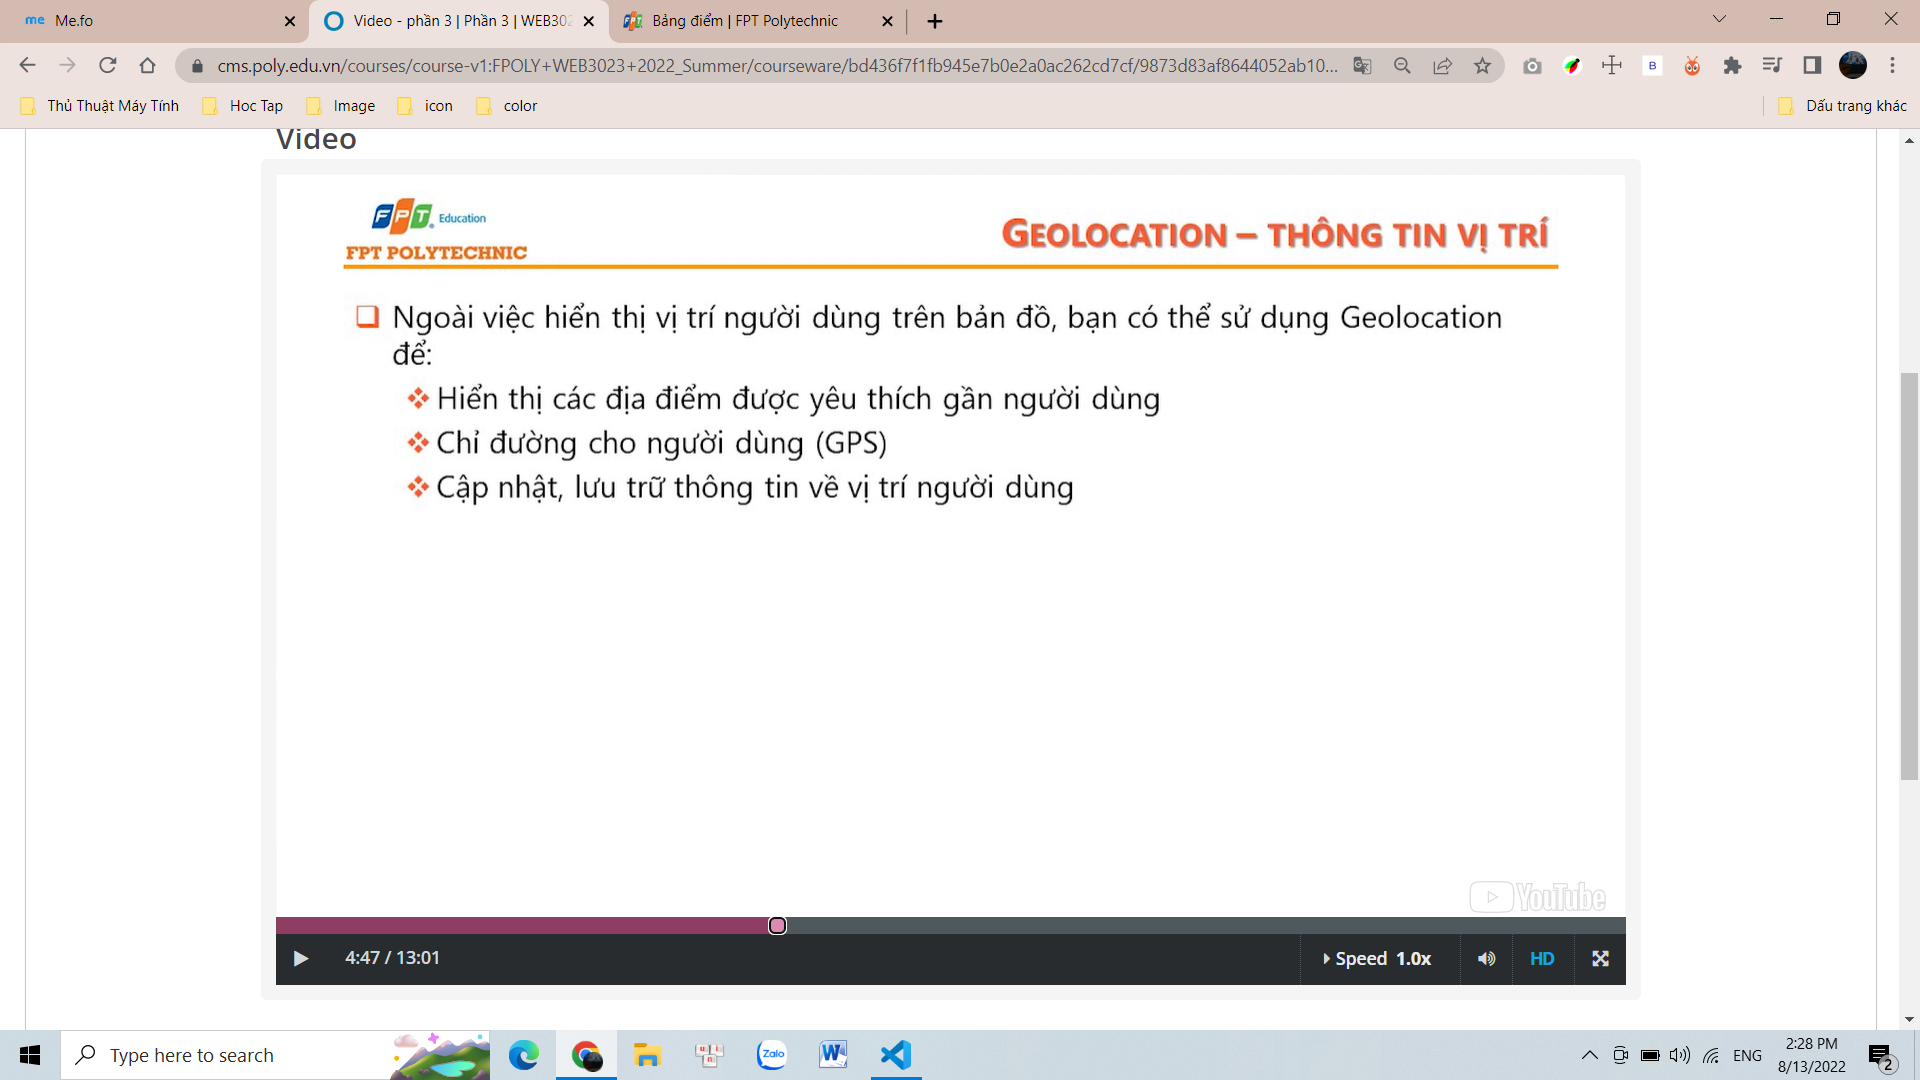 Me.fo
Video - phần 3 | Phần 3 | WEB302
Bảng điểm | FPT Polytechnic
cms.poly.edu.vn/courses/course-v1:FPOLY+WEB3023+2022_Summer/courseware/bd436f7f1fb945e7b0e2a0ac262cd7cf/9873d83af8644052ab10...
Thủ Thuật Máy Tính
Hoc Tap
Image
icon
color
Dấu trang khác
Video
FPT Education
FPT POLYTECHNIC
GEOLOCATION – THÔNG TIN VỊ TRÍ
Ngoài việc hiển thị vị trí người dùng trên bản đồ, bạn có thể sử dụng Geolocation
để:
Hiển thị các địa điểm được yêu thích gần người dùng
Chỉ đường cho người dùng (GPS)
Cập nhật, lưu trữ thông tin về vị trí người dùng
YouTube
4:47 / 13:01
Speed 1.0x
HD
Type here to search
Zalo
ENG
2:28 PM
8/13/2022
2